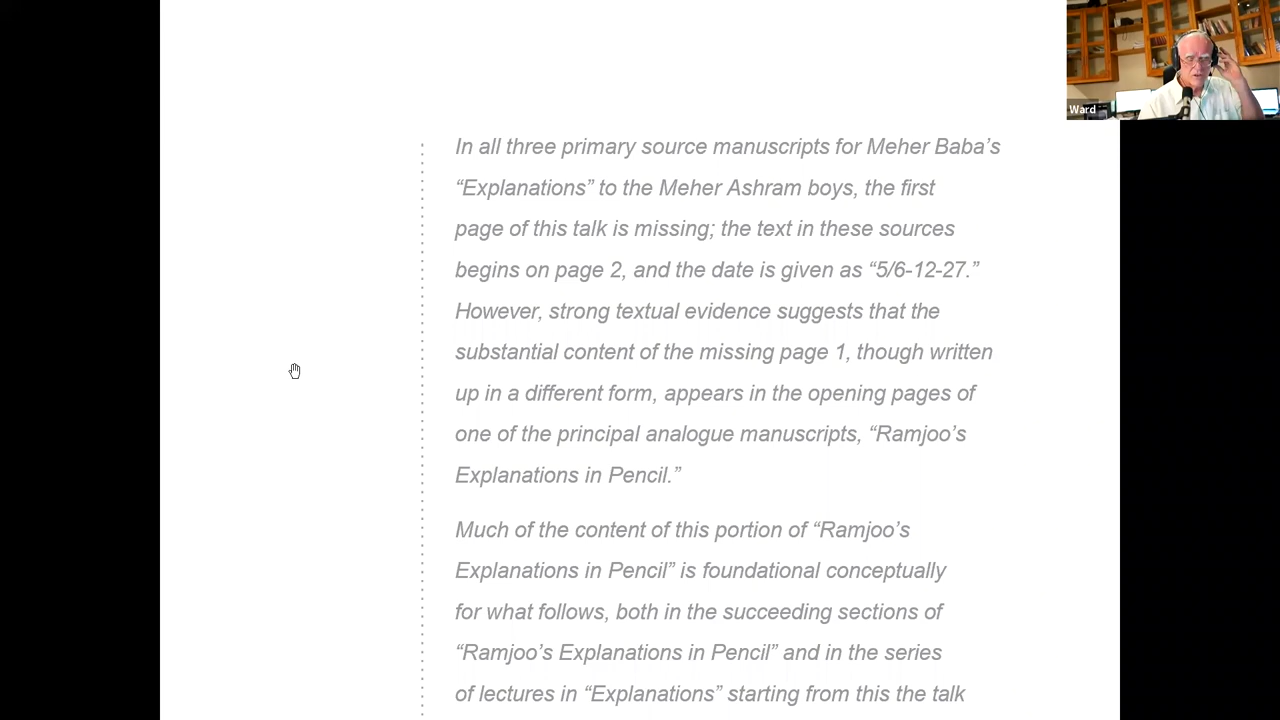 Ward
In all three primary source manuscripts for Meher Baba’s
“Explanations” to the Meher Ashram boys, the first
page of this talk is missing; the text in these sources
begins on page 2, and the date is given as “5/6-12-27.”
However, strong textual evidence suggests that the
substantial content of the missing page 1, though written
up in a different form, appears in the opening pages of
one of the principal analogue manuscripts, “Ramjoo’s
Explanations in Pencil.”
Much of the content of this portion of “Ramjoo’s
Explanations in Pencil” is foundational conceptually
for what follows, both in the succeeding sections of
“Ramjoo’s Explanations in Pencil” and in the series
of lectures in “Explanations” starting from this the talk